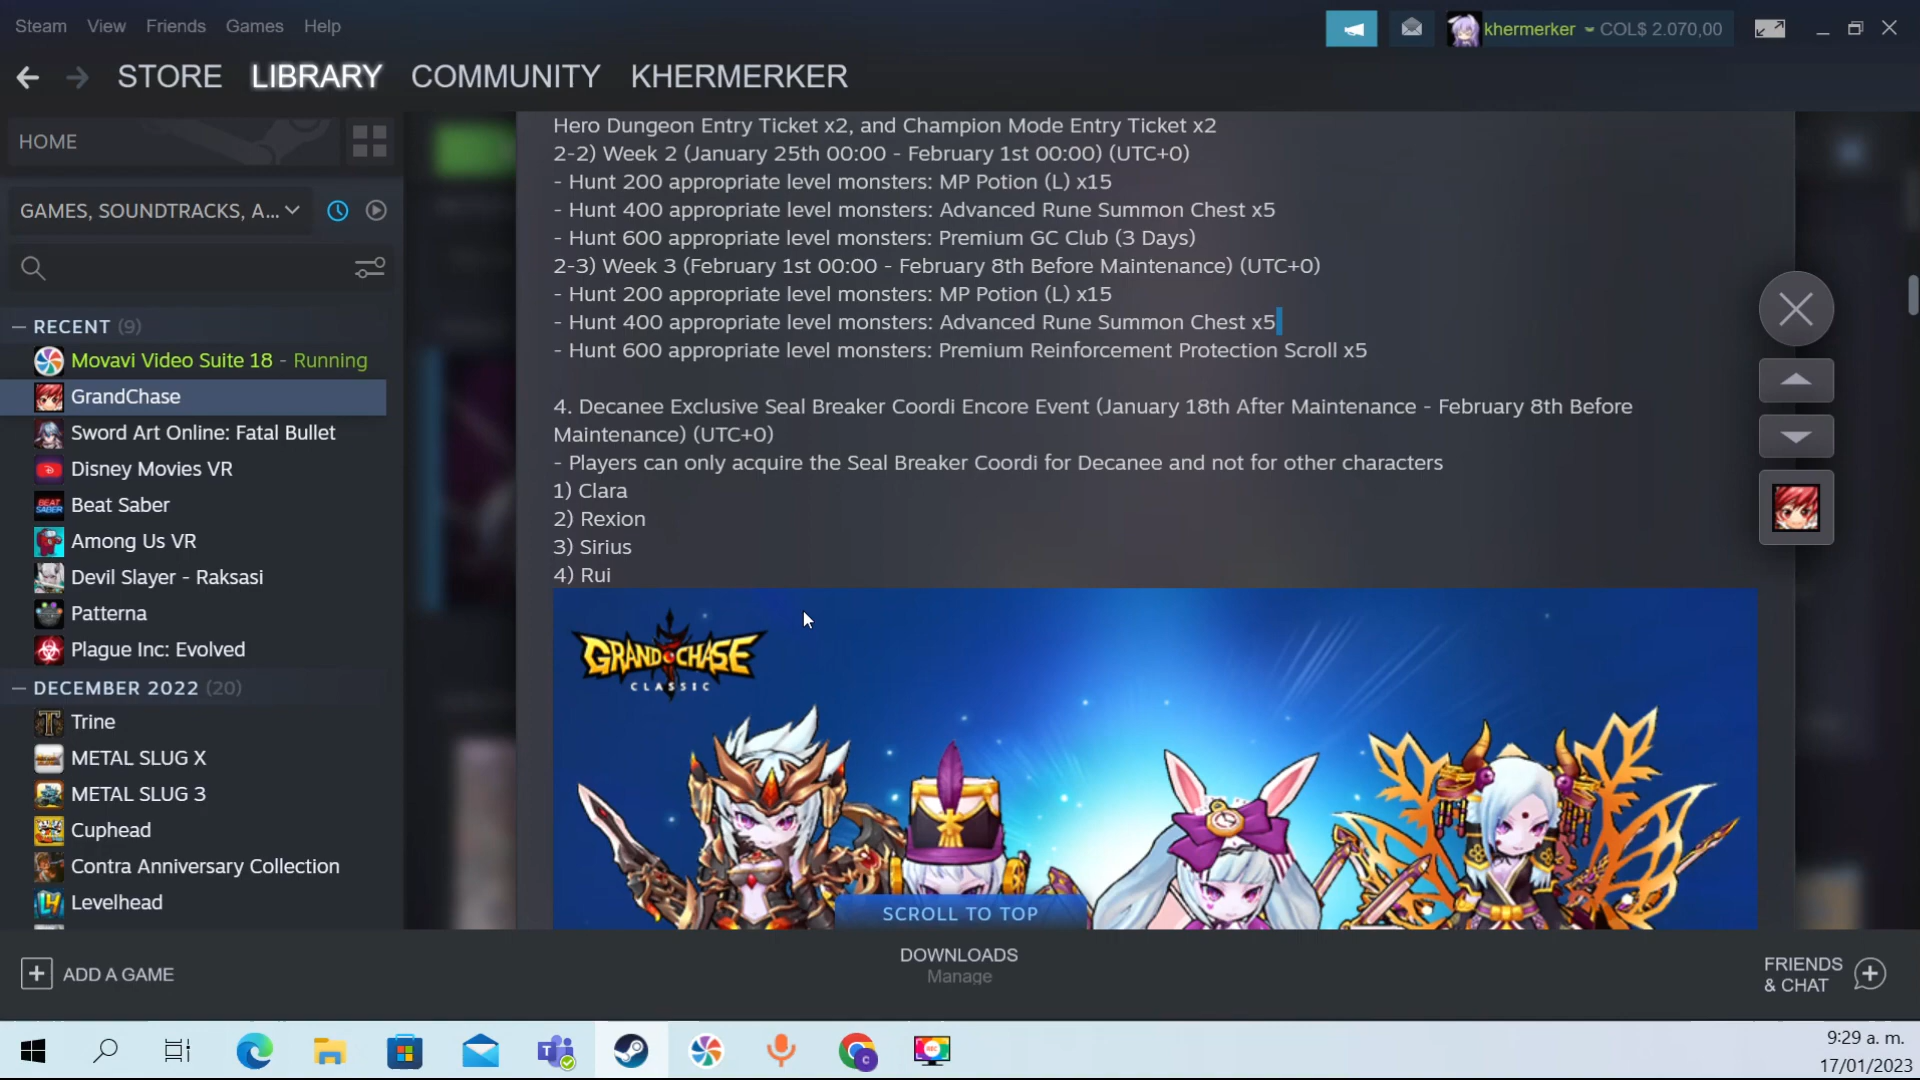 Steam View Friends Games Help
khermerker COL$ 2.070,00
STORE LIBRARY COMMUNITY KHERMERKER
HOME
GAMES, SOUNDTRACKS, A...
RECENT (9)
Movavi Video Suite 18 - Running
GrandChase
Sword Art Online: Fatal Bullet
Disney Movies VR
Beat Saber
Among Us VR
Devil Slayer - Raksasi
Patterna
Plague Inc: Evolved
DECEMBER 2022 (20)
Trine
METAL SLUG X
METAL SLUG 3
Cuphead
Contra Anniversary Collection
Levelhead
Hero Dungeon Entry Ticket x2, and Champion Mode Entry Ticket x2
2-2) Week 2 (January 25th 00:00 - February 1st 00:00) (UTC+0)
- Hunt 200 appropriate level monsters: MP Potion (L) x15
- Hunt 400 appropriate level monsters: Advanced Rune Summon Chest x5
- Hunt 600 appropriate level monsters: Premium GC Club (3 Days)
2-3) Week 3 (February 1st 00:00 - February 8th Before Maintenance) (UTC+0)
- Hunt 200 appropriate level monsters: MP Potion (L) x15
- Hunt 400 appropriate level monsters: Advanced Rune Summon Chest x5
- Hunt 600 appropriate level monsters: Premium Reinforcement Protection Scroll x5
4. Decanee Exclusive Seal Breaker Coordi Encore Event (January 18th After Maintenance - February 8th Before
Maintenance) (UTC+0)
- Players can only acquire the Seal Breaker Coordi for Decanee and not for other characters
1) Clara
2) Rexion
3) Sirius
4) Rui
GRANDCHASE
CLASSIC
SCROLL TO TOP
ADD A GAME
DOWNLOADS
Manage
FRIENDS
& CHAT
9:29 a. m.
17/01/2023